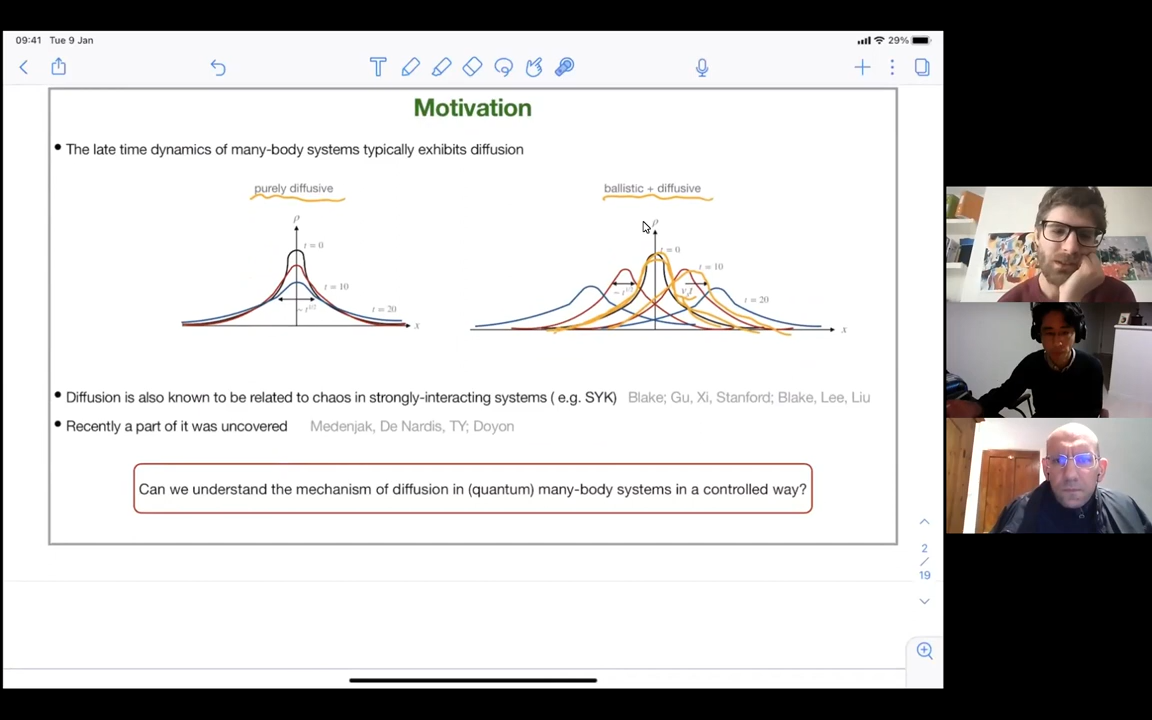 09:41 Tue 9 Jan
29%
Motivation
• The late time dynamics of many-body systems typically exhibits diffusion
purely diffusive
ballistic + diffusive
ρ
t = 0
t = 10
t = 20
x
ρ
t = 0
t = 10
t = 20
x
• Diffusion is also known to be related to chaos in strongly-interacting systems ( e.g. SYK) Blake; Gu, Xi, Stanford; Blake, Lee, Liu
• Recently a part of it was uncovered Medenjak, De Nardis, TY; Doyon
Can we understand the mechanism of diffusion in (quantum) many-body systems in a controlled way?
2
/
19